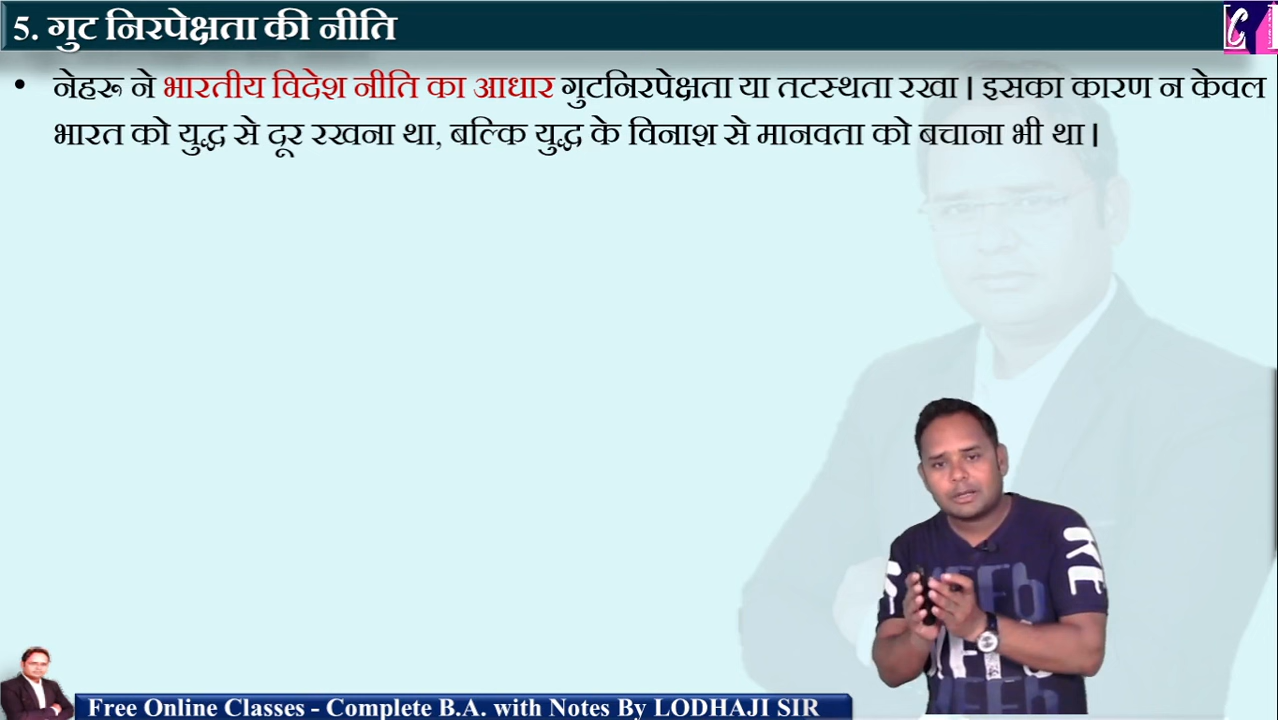 5. गुट निरपेक्षता की नीति
• नेहरू ने भारतीय विदेश नीति का आधार गुटनिरपेक्षता या तटस्थता रखा । इसका कारण न केवल
भारत को युद्ध से दूर रखना था, बल्कि युद्ध के विनाश से मानवता को बचाना भी था ।
Free Online Classes - Complete B.A. with Notes By LODHAJI SIR